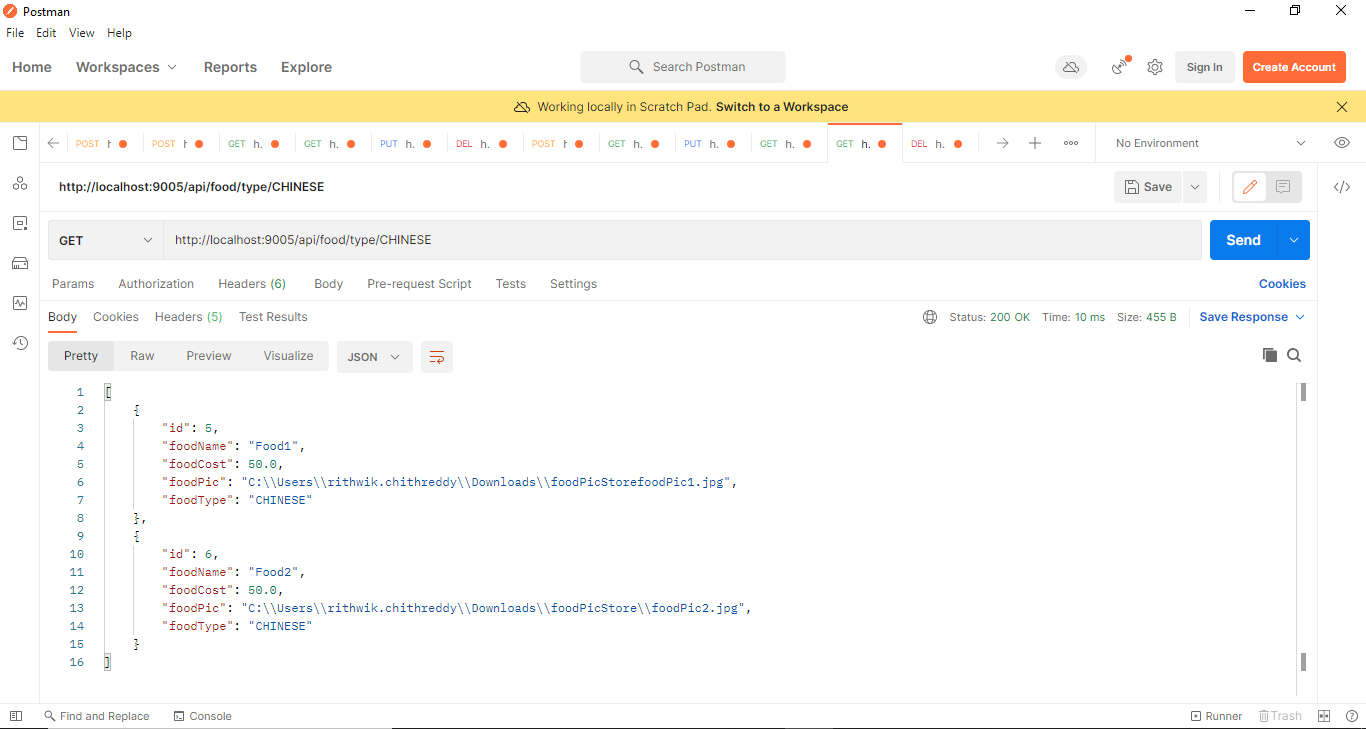 Postman
File Edit View Help
Home Workspaces Reports Explore Search Postman Sign In Create Account
Working locally in Scratch Pad. Switch to a Workspace
POST POST GET h. GET h. PUT h. DEL h. POST GET h. PUT h. GET h. GET h. DEL h. No Environment
http://localhost:9005/api/food/type/CHINESE Save
GET http://localhost:9005/api/food/type/CHINESE Send
Params Authorization Headers (6) Body Pre-request Script Tests Settings Cookies
Body Cookies Headers (5) Test Results Status: 200 OK Time: 10 ms Size: 455 B Save Response
Pretty Raw Preview Visualize JSON
1 [
2 {
3 "id": 5,
4 "foodName": "Food1",
5 "foodCost": 50.0,
6 "foodPic": "C:\\Users\\rithwik.chithreddy\\Downloads\\foodPicStorefoodPic1.jpg",
7 "foodType": "CHINESE"
8 },
9 {
10 "id": 6,
11 "foodName": "Food2",
12 "foodCost": 50.0,
13 "foodPic": "C:\\Users\\rithwik.chithreddy\\Downloads\\foodPicStore\\foodPic2.jpg",
14 "foodType": "CHINESE"
15 }
16 ]
Find and Replace Console Runner Trash